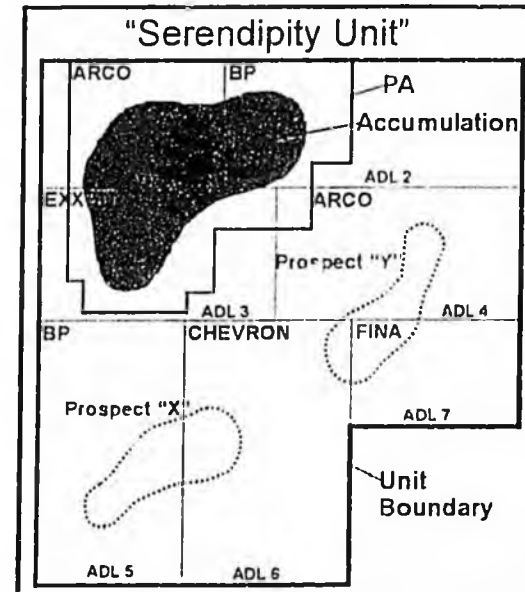 "Serendipity Unit"
ARCO
BP
PA
Accumulation
ADL 2
ARCO
Prospect "Y"
ADL 3
ADL 4
BP
CHEVRON
FINA
Prospect "X"
ADL 7
Unit
Boundary
ADL 5
ADL 6